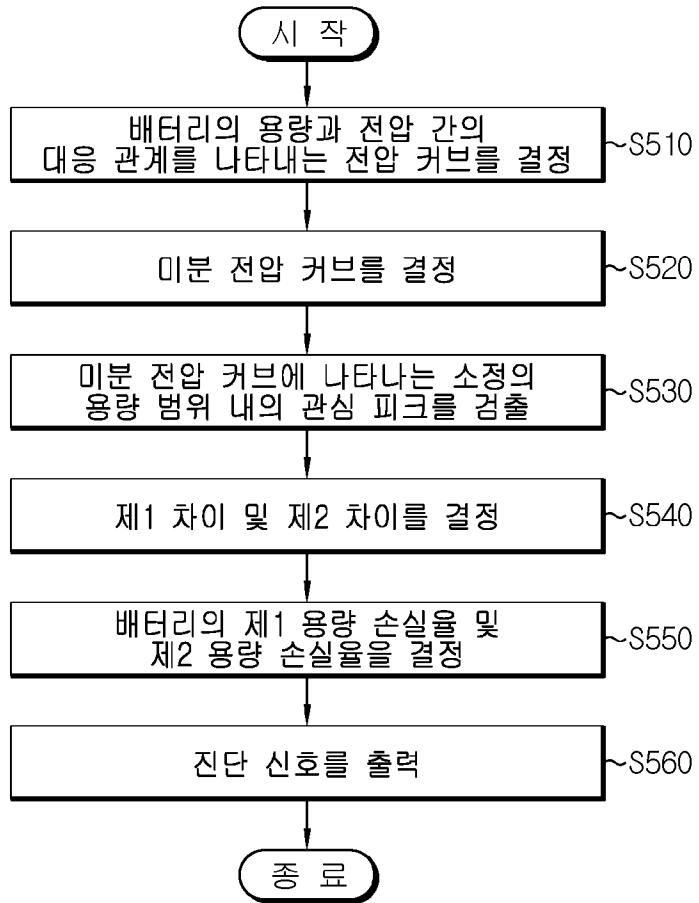 시 작
배터리의 용량과 전압 간의
대응 관계를 나타내는 전압 커브를 결정
~S510
미분 전압 커브를 결정
~S520
미분 전압 커브에 나타나는 소정의
용량 범위 내의 관심 피크를 검출
~S530
제1 차이 및 제2 차이를 결정
~S540
배터리의 제1 용량 손실율 및
제2 용량 손실율을 결정
~S550
진단 신호를 출력
~S560
종 료